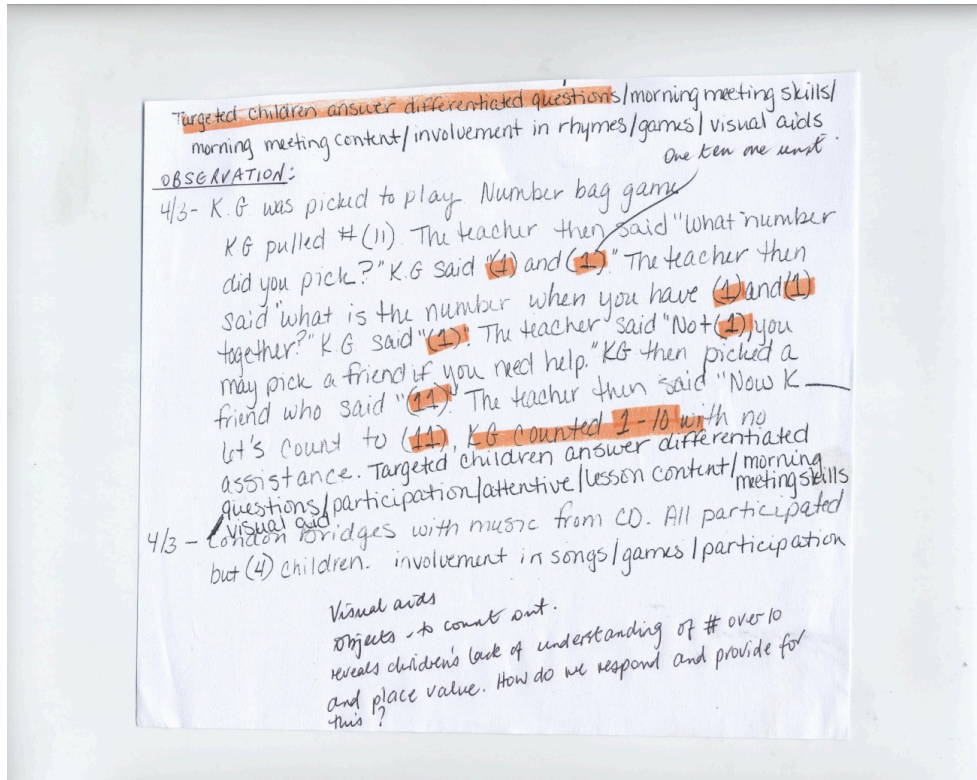 Targeted children answer differentiated questions/morning meeting skills/
morning meeting content/involvement in rhymes/games/visual aids
One ten one unit.
OBSERVATION:
4/3- K.G. was picked to play Number bag game
KG pulled #(11). The teacher then said "What number
did you pick?" K.G said "(1) and (1)." The teacher then
said "what is the number when you have (1) and (1)
together?" K.G. said "(1)". The teacher said "Not (1), you
may pick a friend if you need help." KG then picked a
friend who said "(11)". The teacher then said "Now K
let's count to (11), KG counted 1-10 with no
assistance. Targeted children answer differentiated
questions/participation/attentive/lesson content/morning
meeting skills
/visual aid
4/3 - London Bridges with music from CD. All participated
but (4) children. involvement in songs/games/participation
Visual aids
objects - to count out.
reveals children's lack of understanding of # over 10
and place value. How do we respond and provide for
this?